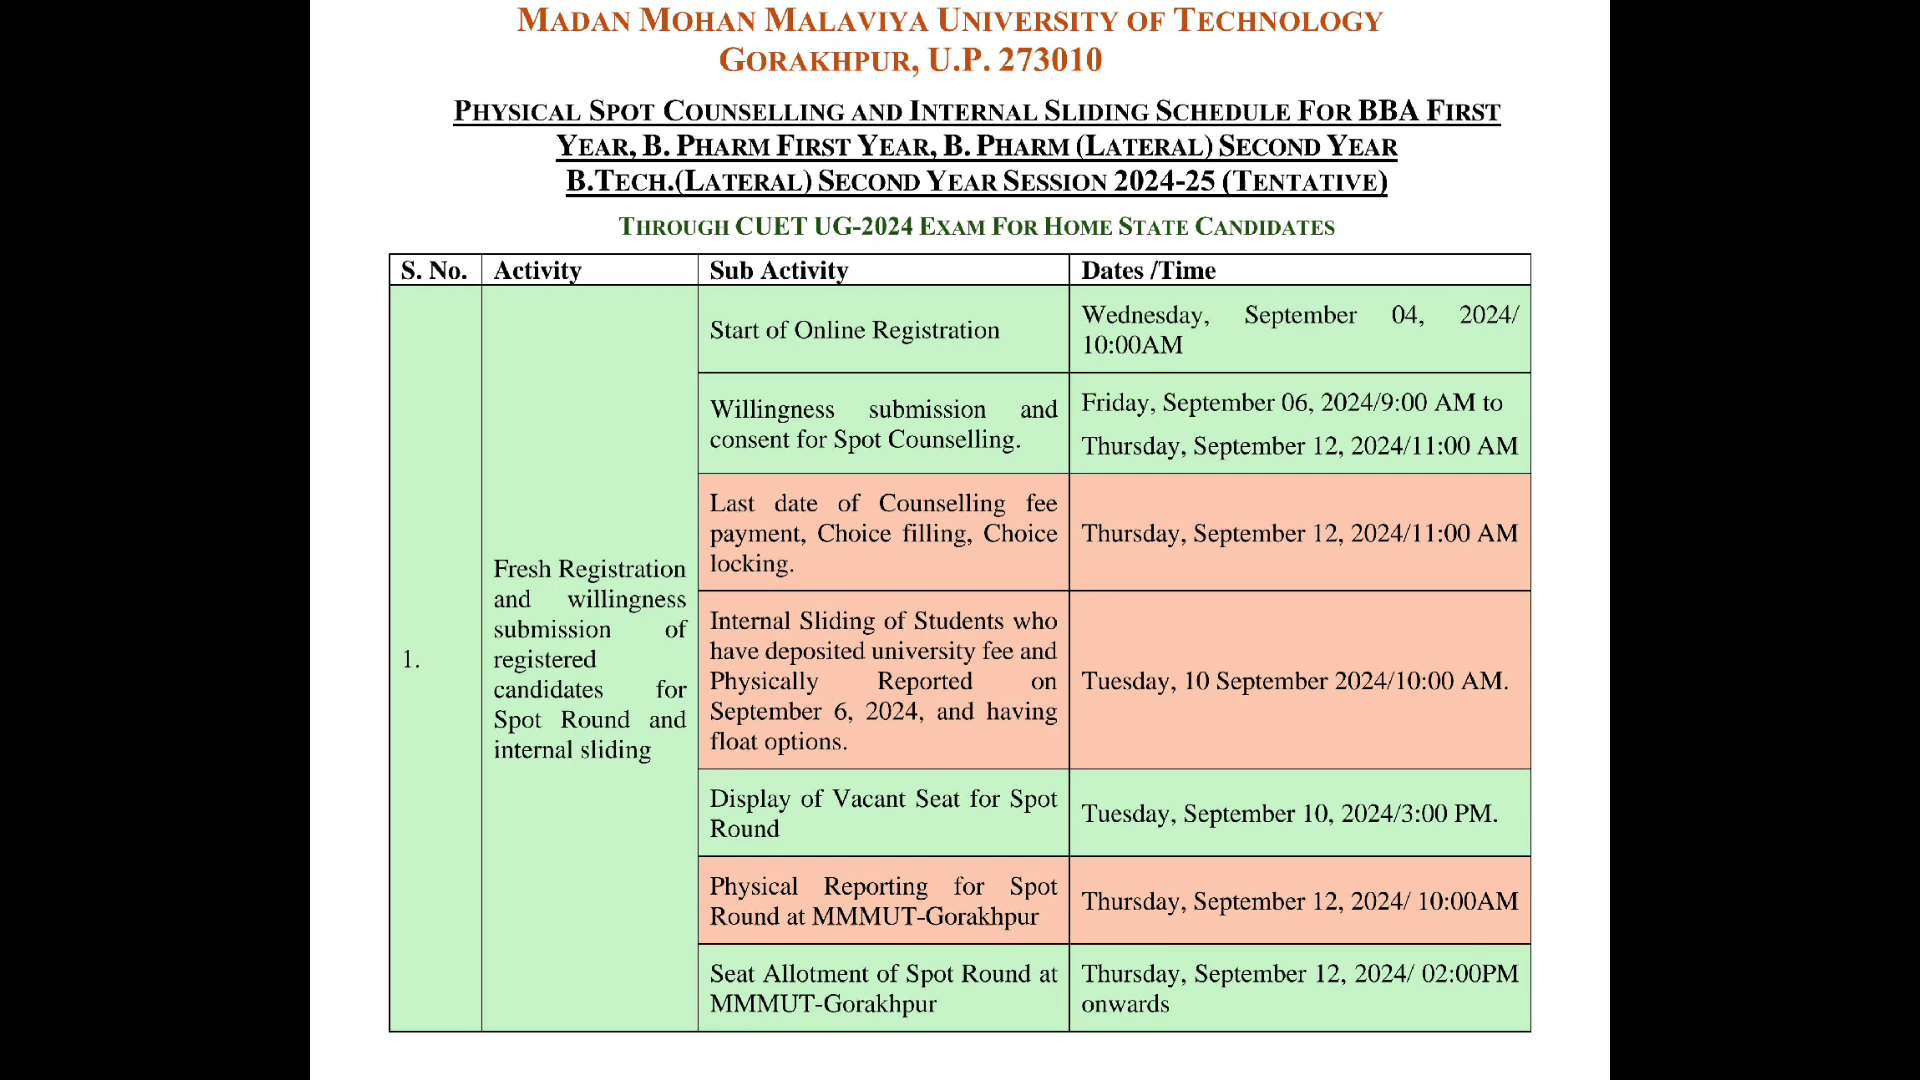 MADAN MOHAN MALAVIYA UNIVERSITY OF TECHNOLOGY
GORAKHPUR, U.P. 273010
PHYSICAL SPOT COUNSELLING AND INTERNAL SLIDING SCHEDULE FOR BBA FIRST
YEAR, B. PHARM FIRST YEAR, B. PHARM (LATERAL) SECOND YEAR
B.TECH.(LATERAL) SECOND YEAR SESSION 2024-25 (TENTATIVE)
THROUGH CUET UG-2024 EXAM FOR HOME STATE CANDIDATES
S. No. Activity Sub Activity Dates /Time
1.
Fresh Registration
and willingness
submission of
registered
candidates for
Spot Round and
internal sliding
Start of Online Registration
Wednesday, September 04, 2024/
10:00AM
Willingness submission and
consent for Spot Counselling.
Friday, September 06, 2024/9:00 AM to
Thursday, September 12, 2024/11:00 AM
Last date of Counselling fee
payment, Choice filling, Choice
locking.
Thursday, September 12, 2024/11:00 AM
Internal Sliding of Students who
have deposited university fee and
Physically Reported on
September 6, 2024, and having
float options.
Tuesday, 10 September 2024/10:00 AM.
Display of Vacant Seat for Spot
Round
Tuesday, September 10, 2024/3:00 PM.
Physical Reporting for Spot
Round at MMMUT-Gorakhpur
Thursday, September 12, 2024/ 10:00AM
Seat Allotment of Spot Round at
MMMUT-Gorakhpur
Thursday, September 12, 2024/ 02:00PM
onwards